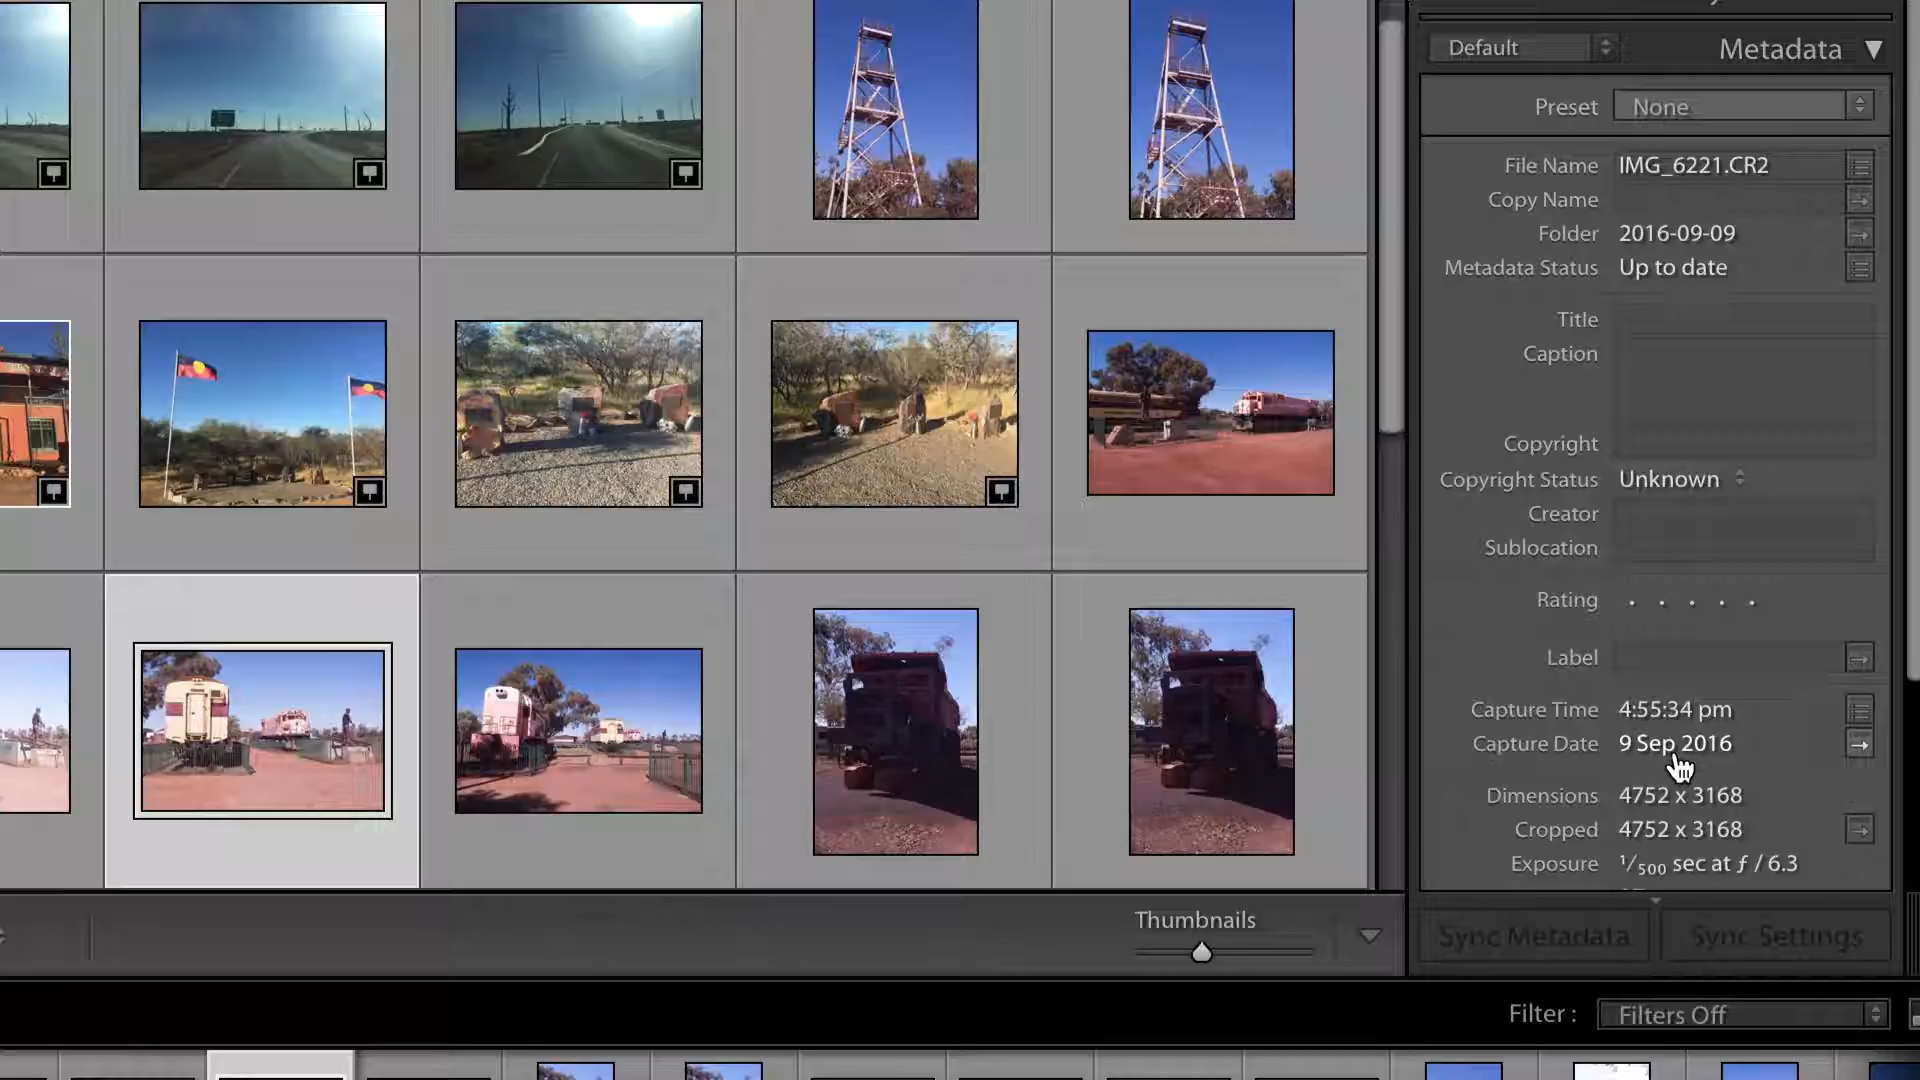 Default
Metadata
Preset None
File Name IMG_6221.CR2
Copy Name
Folder 2016-09-09
Metadata Status Up to date
Title
Caption
Copyright
Copyright Status Unknown
Creator
Sublocation
Rating
Label
Capture Time 4:55:34 pm
Capture Date 9 Sep 2016
Dimensions 4752 x 3168
Cropped 4752 x 3168
Exposure 1/500 sec at ƒ / 6.3
Thumbnails
Sync Metadata Sync Settings
Filter : Filters Off